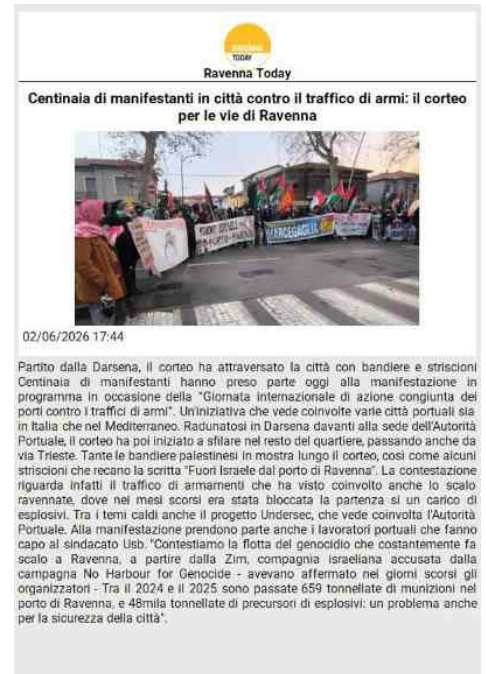 RAVENNA
TODAY
Ravenna Today
Centinaia di manifestanti in città contro il traffico di armi: il corteo
per le vie di Ravenna
MARCEGAGLIA
02/06/2026 17:44
Partito dalla Darsena, il corteo ha attraversato la città con bandiere e striscioni
Centinaia di manifestanti hanno preso parte oggi alla manifestazione in
programma in occasione della "Giornata internazionale di azione congiunta dei
porti contro i traffici di armi". Un'iniziativa che vede coinvolte varie città portuali sia
in Italia che nel Mediterraneo. Radunatosi in Darsena davanti alla sede dell'Autorità
Portuale, il corteo ha poi iniziato a sfilare nel resto del quartiere, passando anche da
via Trieste. Tante le bandiere palestinesi in mostra lungo il corteo, così come alcuni
striscioni che recano la scritta "Fuori Israele dal porto di Ravenna". La contestazione
riguarda infatti il traffico di armamenti che ha visto coinvolto anche lo scalo
ravennate, dove nei mesi scorsi era stata bloccata la partenza si un carico di
esplosivi. Tra i temi caldi anche il progetto Undersec, che vede coinvolta l'Autorità
Portuale. Alla manifestazione prendono parte anche i lavoratori portuali che fanno
capo al sindacato Usb. "Contestiamo la flotta del genocidio che costantemente fa
scalo a Ravenna, a partire dalla Zim, compagnia israeliana accusata dalla
campagna No Harbour for Genocide - avevano affermato nei giorni scorsi gli
organizzatori - Tra il 2024 e il 2025 sono passate 659 tonnellate di munizioni nel
porto di Ravenna, e 48mila tonnellate di precursori di esplosivi: un problema anche
per la sicurezza della città".